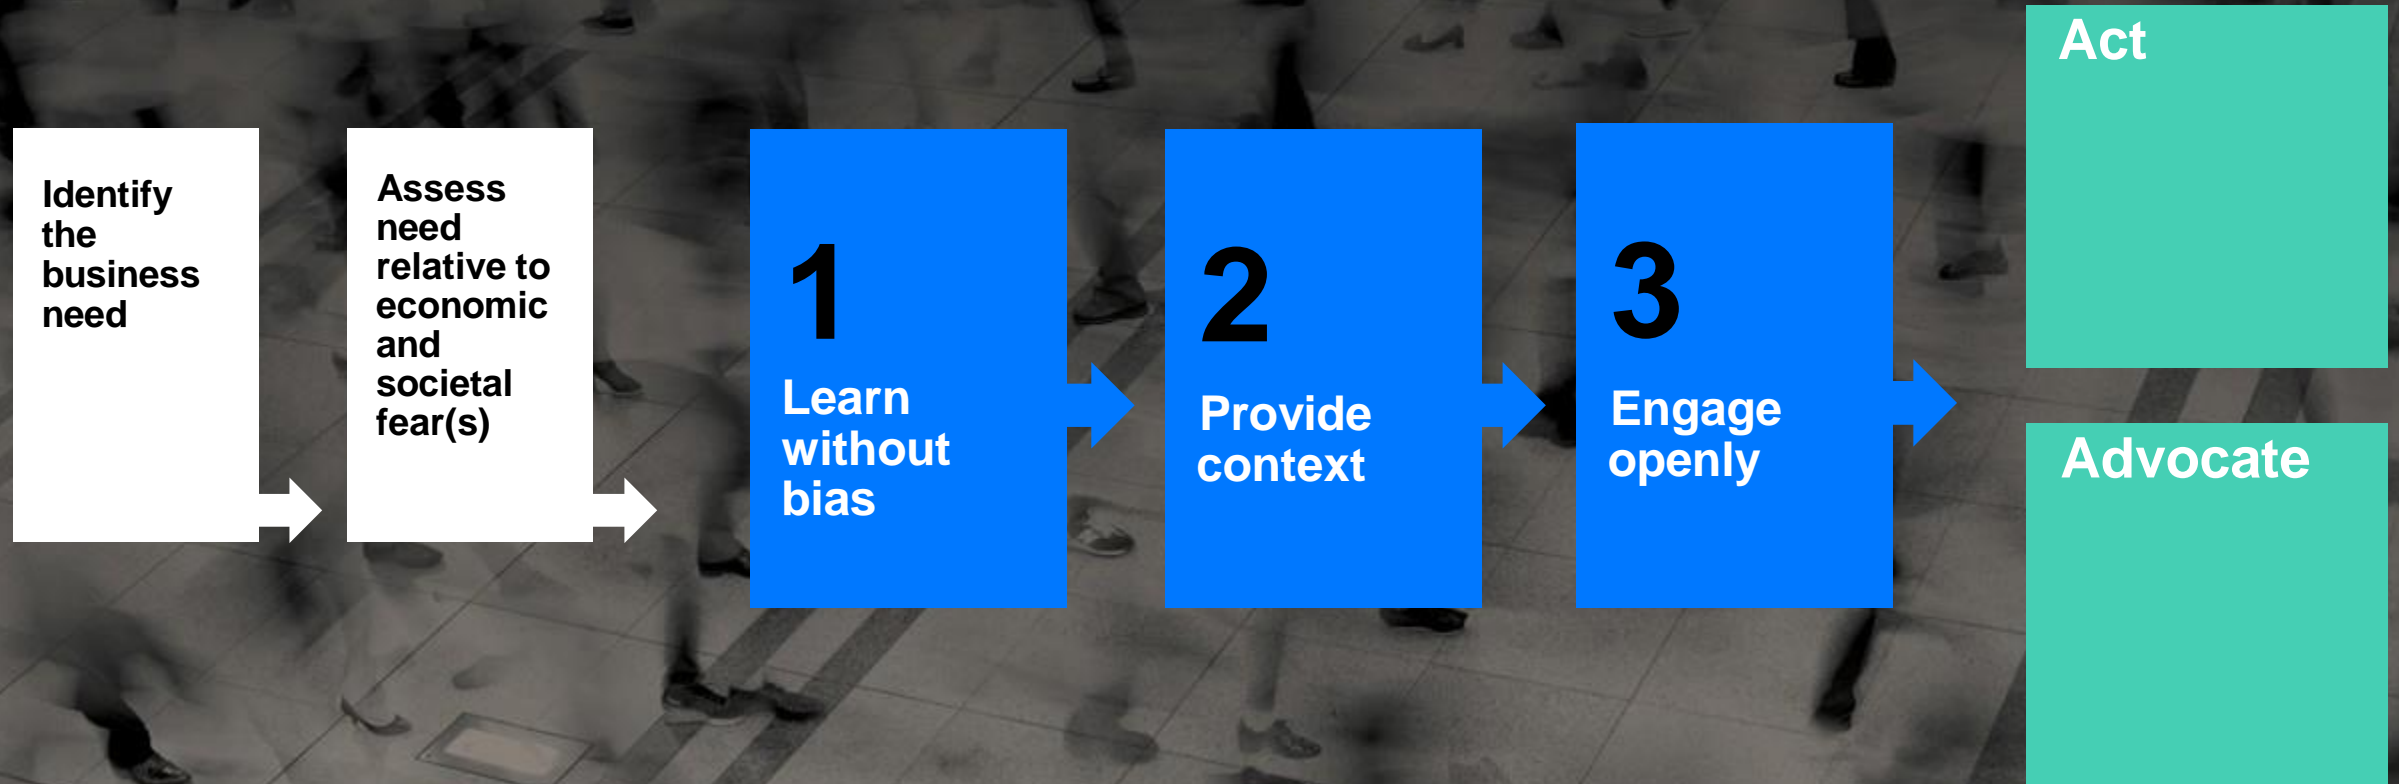 Identify
the
business
need
Assess
need
relative to
economic
and
societal
fear(s)
1
Learn
without
bias
2
Provide
context
3
Engage
openly
Act
Advocate